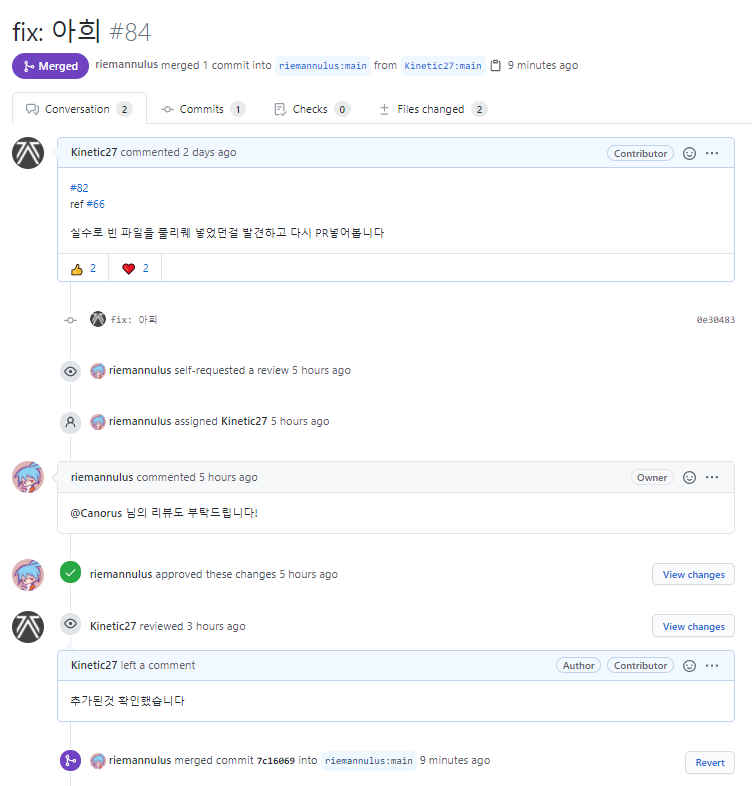 fix: 아희 #84
Merged riemannulus merged 1 commit into riemannulus:main from Kinetic27:main 9 minutes ago
Conversation 2 Commits 1 Checks 0 Files changed 2
Kinetic27 commented 2 days ago Contributor
#82
ref #66
실수로 빈 파일을 풀리퀘 넣었던걸 발견하고 다시 PR넣어봅니다
2 2
fix: 아희 0e30483
riemannulus self-requested a review 5 hours ago
riemannulus assigned Kinetic27 5 hours ago
riemannulus commented 5 hours ago Owner
@Canorus 님의 리뷰도 부탁드립니다!
riemannulus approved these changes 5 hours ago View changes
Kinetic27 reviewed 3 hours ago View changes
Kinetic27 left a comment Author Contributor
추가된것 확인했습니다
riemannulus merged commit 7c16069 into riemannulus:main 9 minutes ago Revert